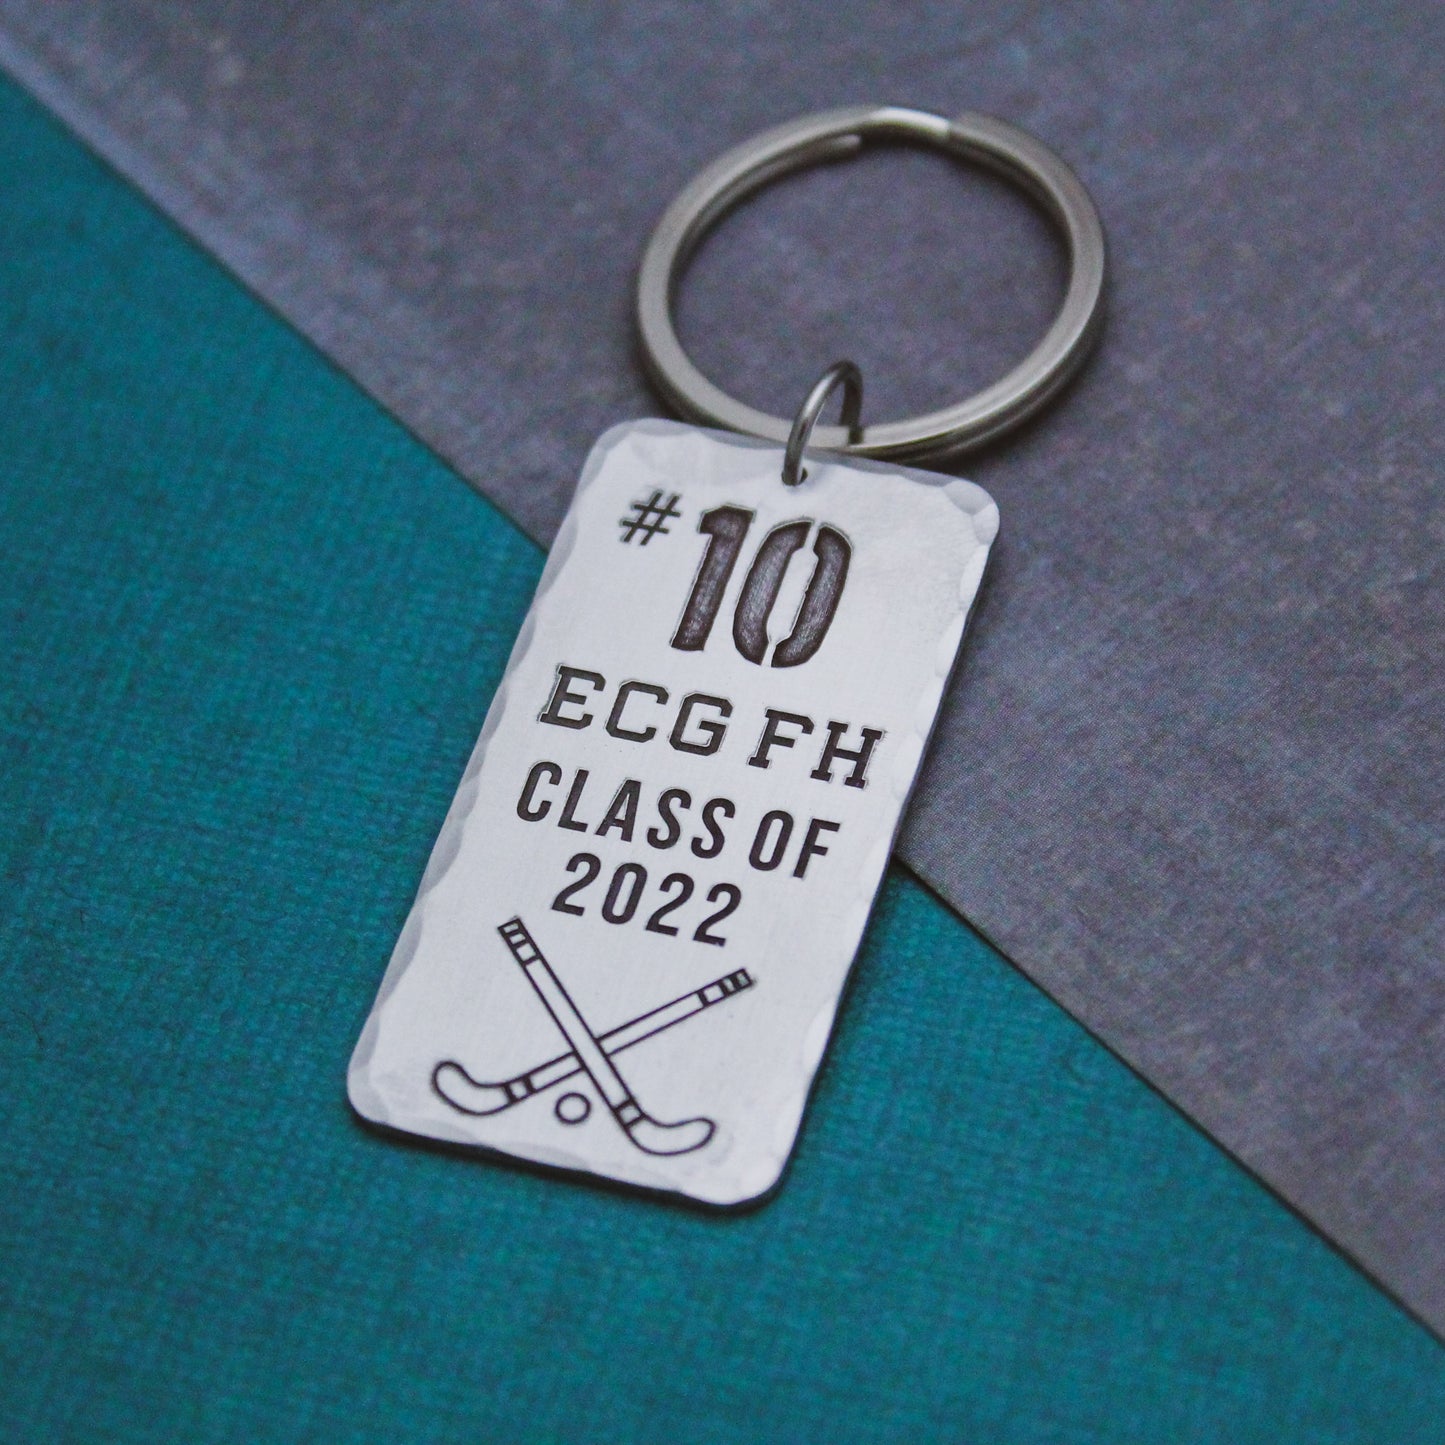 #10
ECG FH
CLASS OF
2022